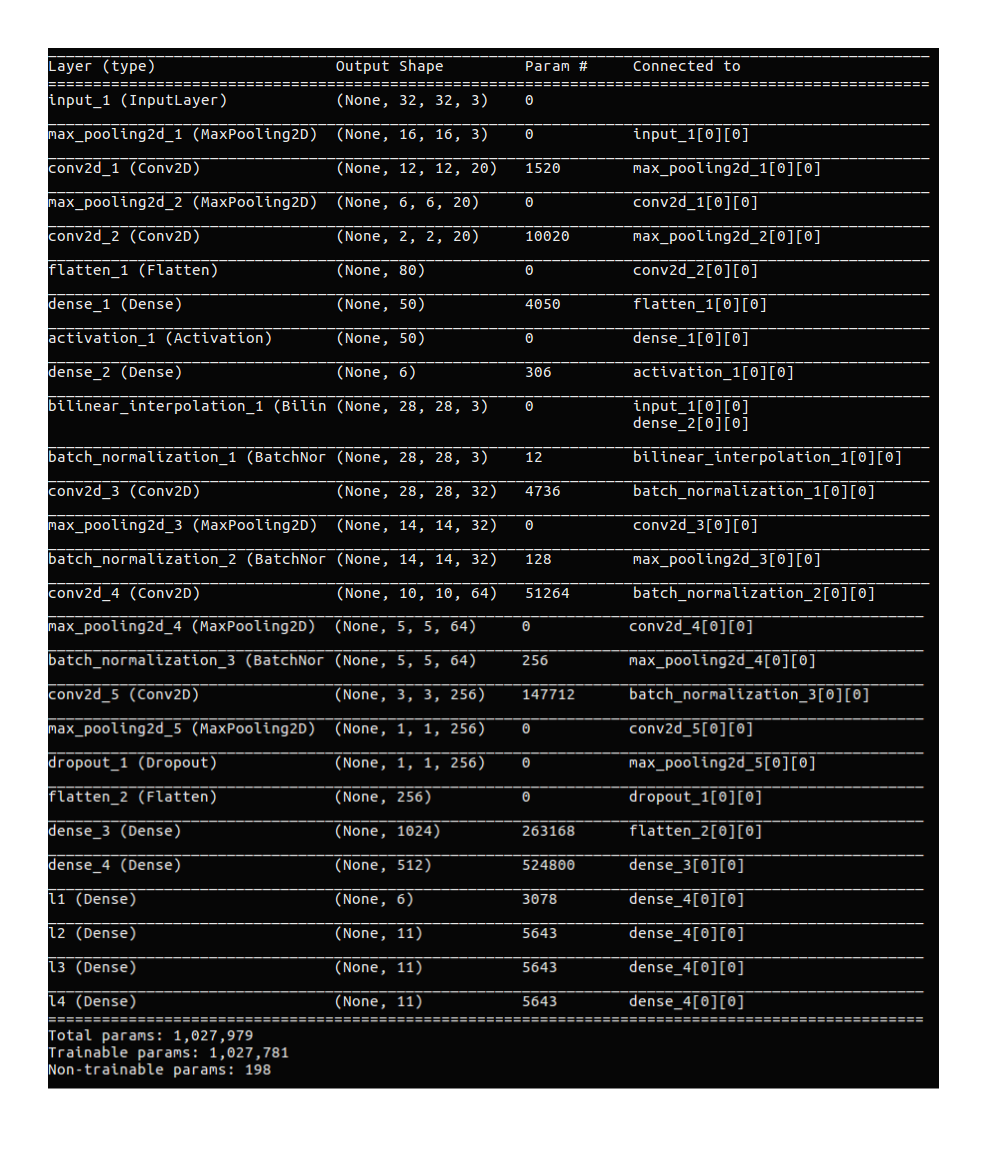 Layer (type) Output Shape Param # Connected to
input_1 (InputLayer) (None, 32, 32, 3) 0
max_pooling2d_1 (MaxPooling2D) (None, 16, 16, 3) 0 input_1[0][0]
conv2d_1 (Conv2D) (None, 12, 12, 20) 1520 max_pooling2d_1[0][0]
max_pooling2d_2 (MaxPooling2D) (None, 6, 6, 20) 0 conv2d_1[0][0]
conv2d_2 (Conv2D) (None, 2, 2, 20) 10020 max_pooling2d_2[0][0]
flatten_1 (Flatten) (None, 80) 0 conv2d_2[0][0]
dense_1 (Dense) (None, 50) 4050 flatten_1[0][0]
activation_1 (Activation) (None, 50) 0 dense_1[0][0]
dense_2 (Dense) (None, 6) 306 activation_1[0][0]
bilinear_interpolation_1 (Bilin (None, 28, 28, 3) 0 input_1[0][0]
dense_2[0][0]
batch_normalization_1 (BatchNor (None, 28, 28, 3) 12 bilinear_interpolation_1[0][0]
conv2d_3 (Conv2D) (None, 28, 28, 32) 4736 batch_normalization_1[0][0]
max_pooling2d_3 (MaxPooling2D) (None, 14, 14, 32) 0 conv2d_3[0][0]
batch_normalization_2 (BatchNor (None, 14, 14, 32) 128 max_pooling2d_3[0][0]
conv2d_4 (Conv2D) (None, 10, 10, 64) 51264 batch_normalization_2[0][0]
max_pooling2d_4 (MaxPooling2D) (None, 5, 5, 64) 0 conv2d_4[0][0]
batch_normalization_3 (BatchNor (None, 5, 5, 64) 256 max_pooling2d_4[0][0]
conv2d_5 (Conv2D) (None, 3, 3, 256) 147712 batch_normalization_3[0][0]
max_pooling2d_5 (MaxPooling2D) (None, 1, 1, 256) 0 conv2d_5[0][0]
dropout_1 (Dropout) (None, 1, 1, 256) 0 max_pooling2d_5[0][0]
flatten_2 (Flatten) (None, 256) 0 dropout_1[0][0]
dense_3 (Dense) (None, 1024) 263168 flatten_2[0][0]
dense_4 (Dense) (None, 512) 524800 dense_3[0][0]
l1 (Dense) (None, 6) 3078 dense_4[0][0]
l2 (Dense) (None, 11) 5643 dense_4[0][0]
l3 (Dense) (None, 11) 5643 dense_4[0][0]
l4 (Dense) (None, 11) 5643 dense_4[0][0]
Total params: 1,027,979
Trainable params: 1,027,781
Non-trainable params: 198